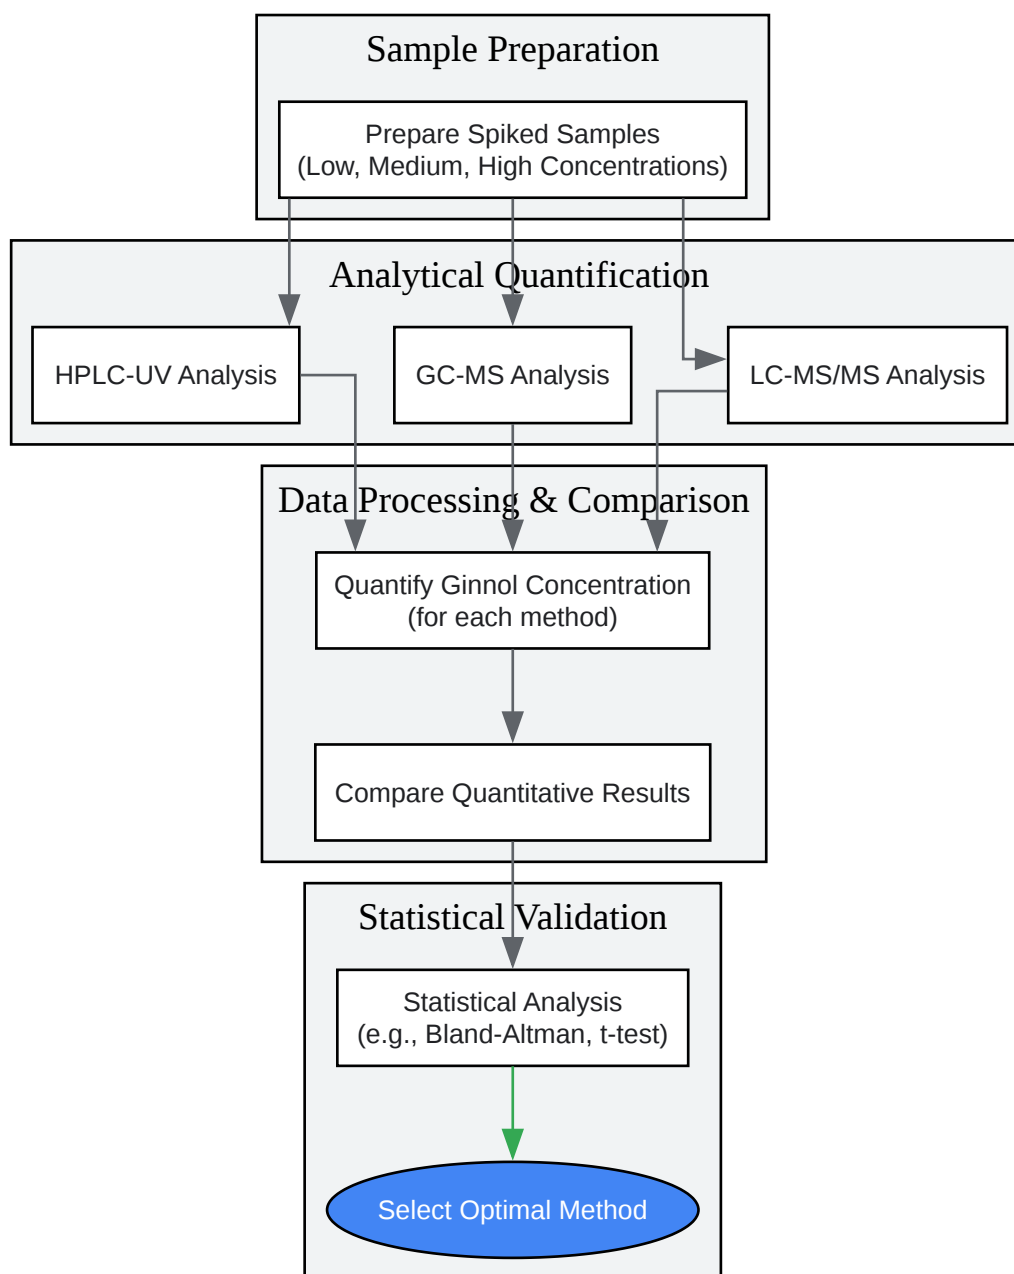 Sample Preparation
Prepare Spiked Samples
(Low, Medium, High Concentrations)
Analytical Quantification
HPLC-UV Analysis
GC-MS Analysis
LC-MS/MS Analysis
Data Processing & Comparison
Quantify Ginnol Concentration
(for each method)
Compare Quantitative Results
Statistical Validation
Statistical Analysis
(e.g., Bland-Altman, t-test)
Select Optimal Method